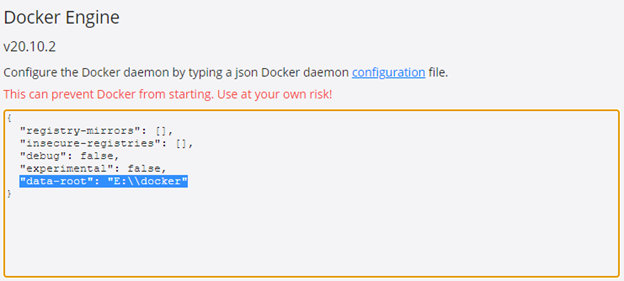 Docker Engine
v20.10.2
Configure the Docker daemon by typing a json Docker daemon configuration file.
This can prevent Docker from starting. Use at your own risk!
{
  "registry-mirrors": [],
  "insecure-registries": [],
  "debug": false,
  "experimental": false,
  "data-root": "E:\\docker"
}